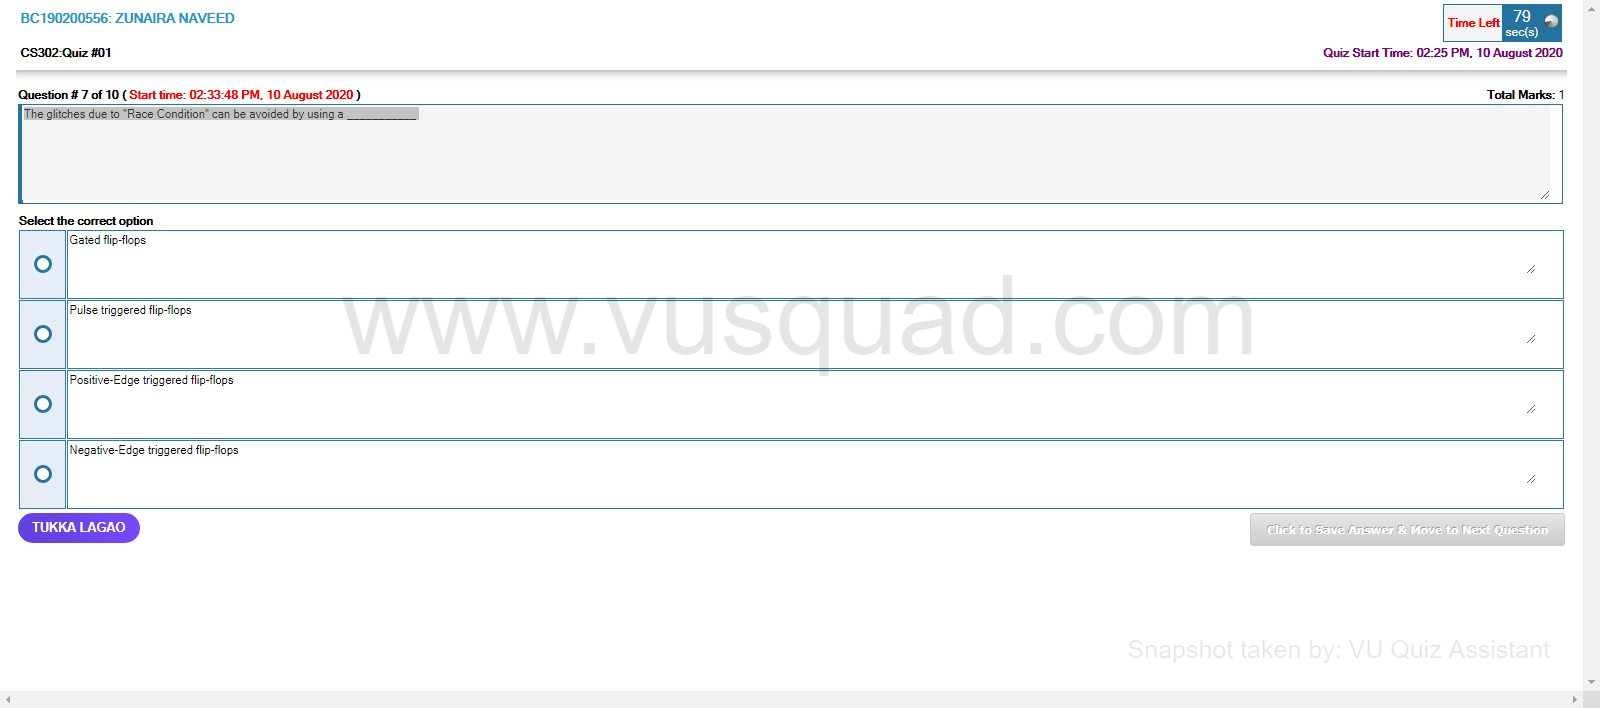 BC190200556: ZUNAIRA NAVEED
Time Left 79 sec(s)
CS302:Quiz #01
Quiz Start Time: 02:25 PM, 10 August 2020
Question # 7 of 10 ( Start time: 02:33:48 PM, 10 August 2020 )
Total Marks: 1
The glitches due to "Race Condition" can be avoided by using a ___________.
Select the correct option
Gated flip-flops
Pulse triggered flip-flops
www.vusquad.com
Positive-Edge triggered flip-flops
Negative-Edge triggered flip-flops
TUKKA LAGAO
Click to Save Answer & Move to Next Question
Snapshot taken by: VU Quiz Assistant